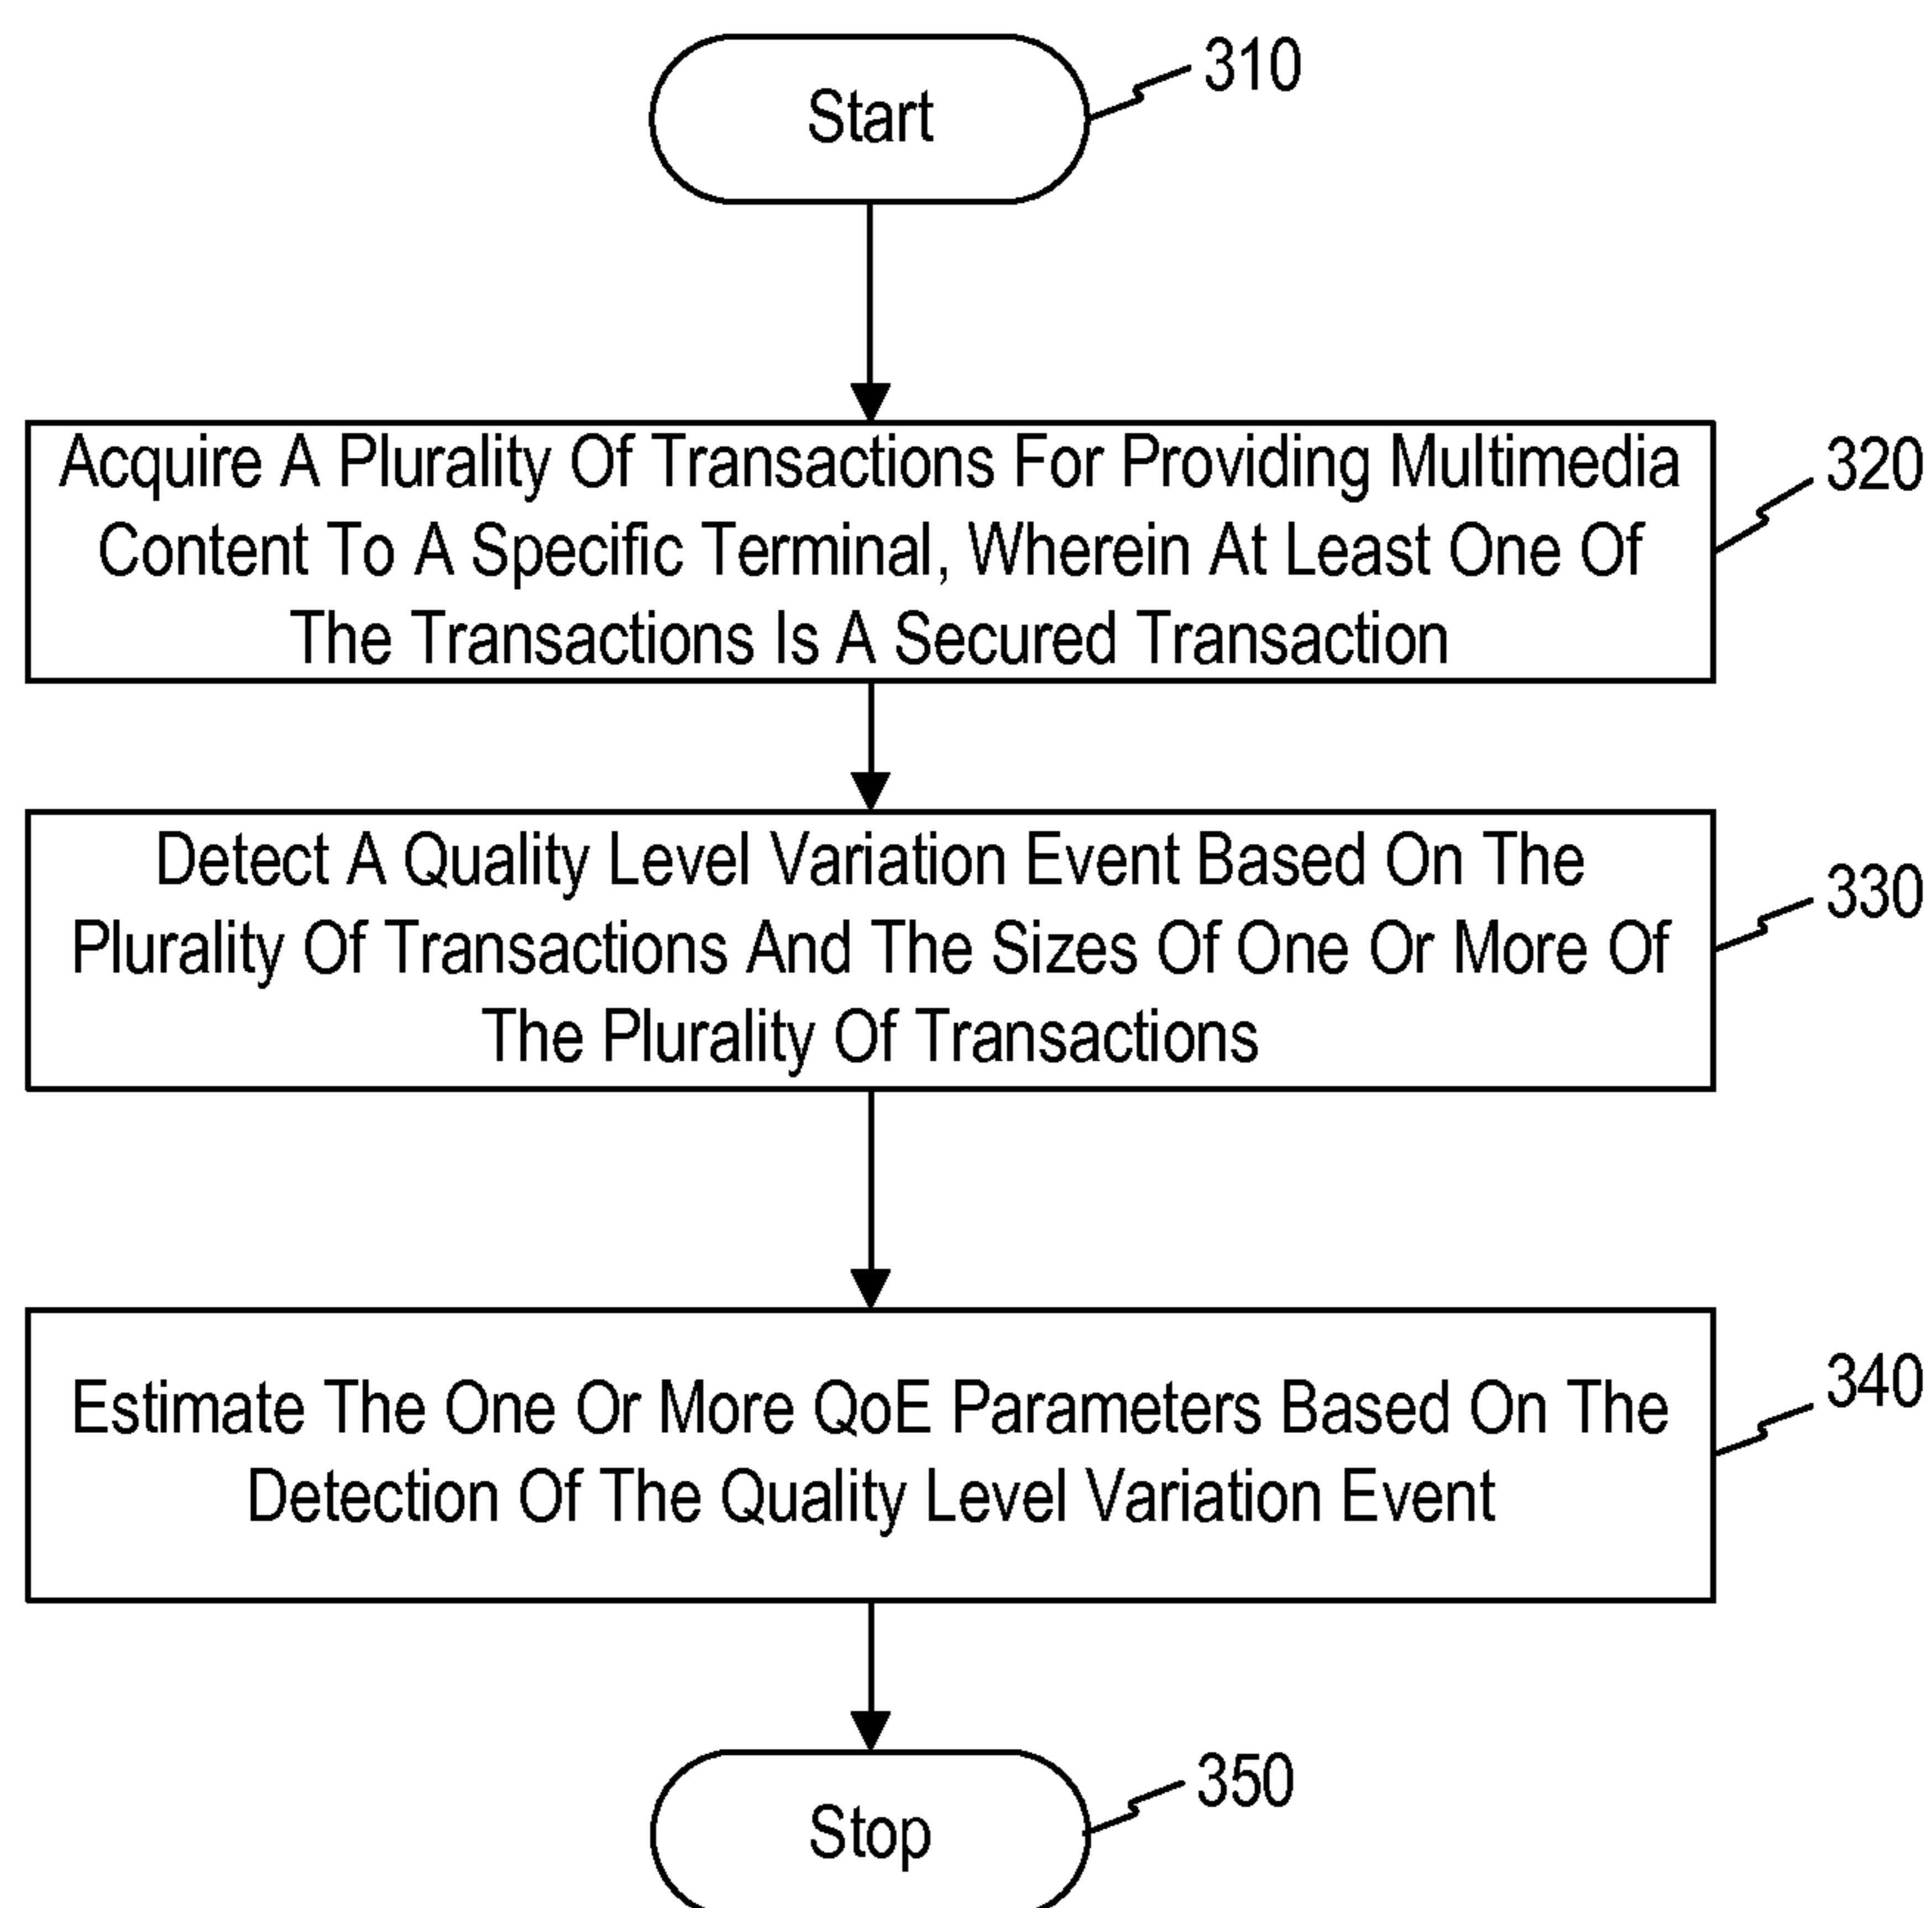 Start
310
Acquire A Plurality Of Transactions For Providing Multimedia
Content To A Specific Terminal, Wherein At Least One Of
The Transactions Is A Secured Transaction
320
Detect A Quality Level Variation Event Based On The
Plurality Of Transactions And The Sizes Of One Or More Of
The Plurality Of Transactions
330
Estimate The One Or More QoE Parameters Based On The
Detection Of The Quality Level Variation Event
340
Stop
350